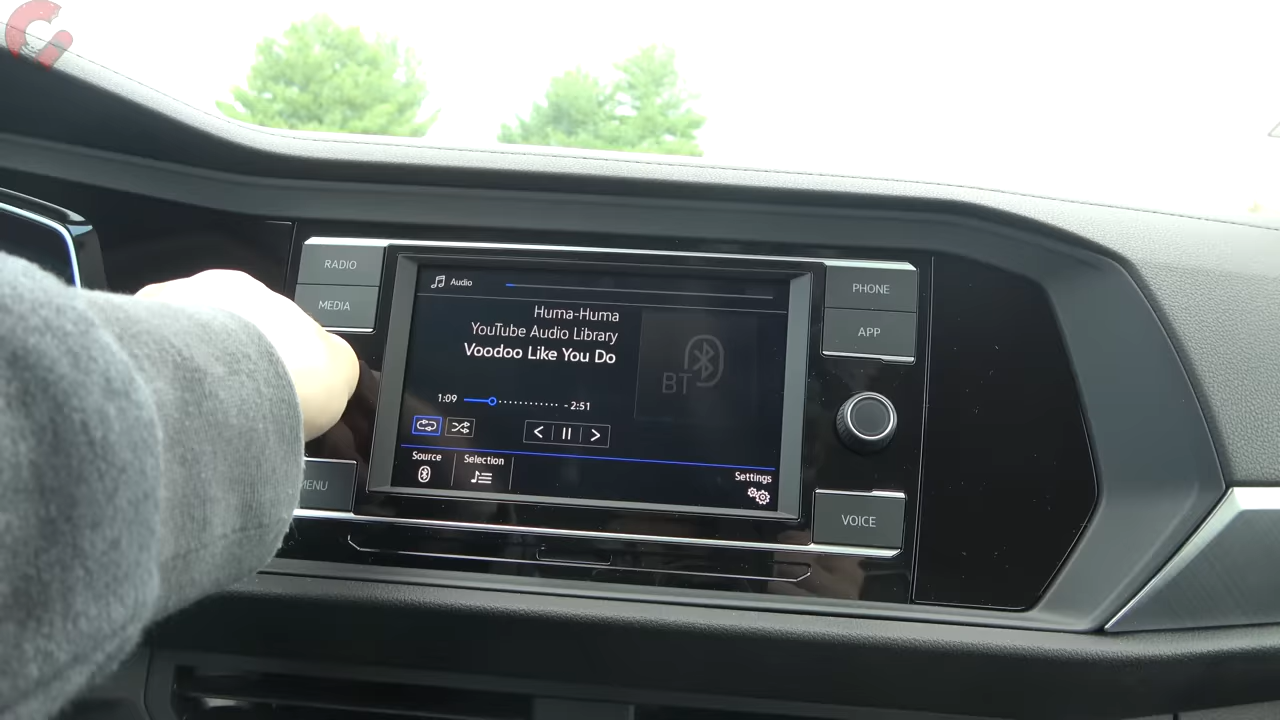 RADIO
MEDIA
MENU
Audio
Huma-Huma
YouTube Audio Library
Voodoo Like You Do
1:09
- 2:51
BT
Source
Selection
Settings
PHONE
APP
VOICE